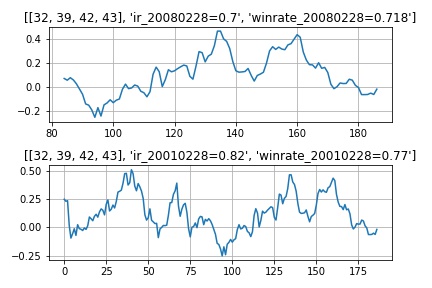 [[32, 39, 42, 43], 'ir_20080228=0.7', 'winrate_20080228=0.718']
0.4
0.2
0.0
−0.2
80 100 120 140 160 180
[[32, 39, 42, 43], 'ir_20010228=0.82', 'winrate_20010228=0.77']
0.50
0.25
0.00
−0.25
0 25 50 75 100 125 150 175